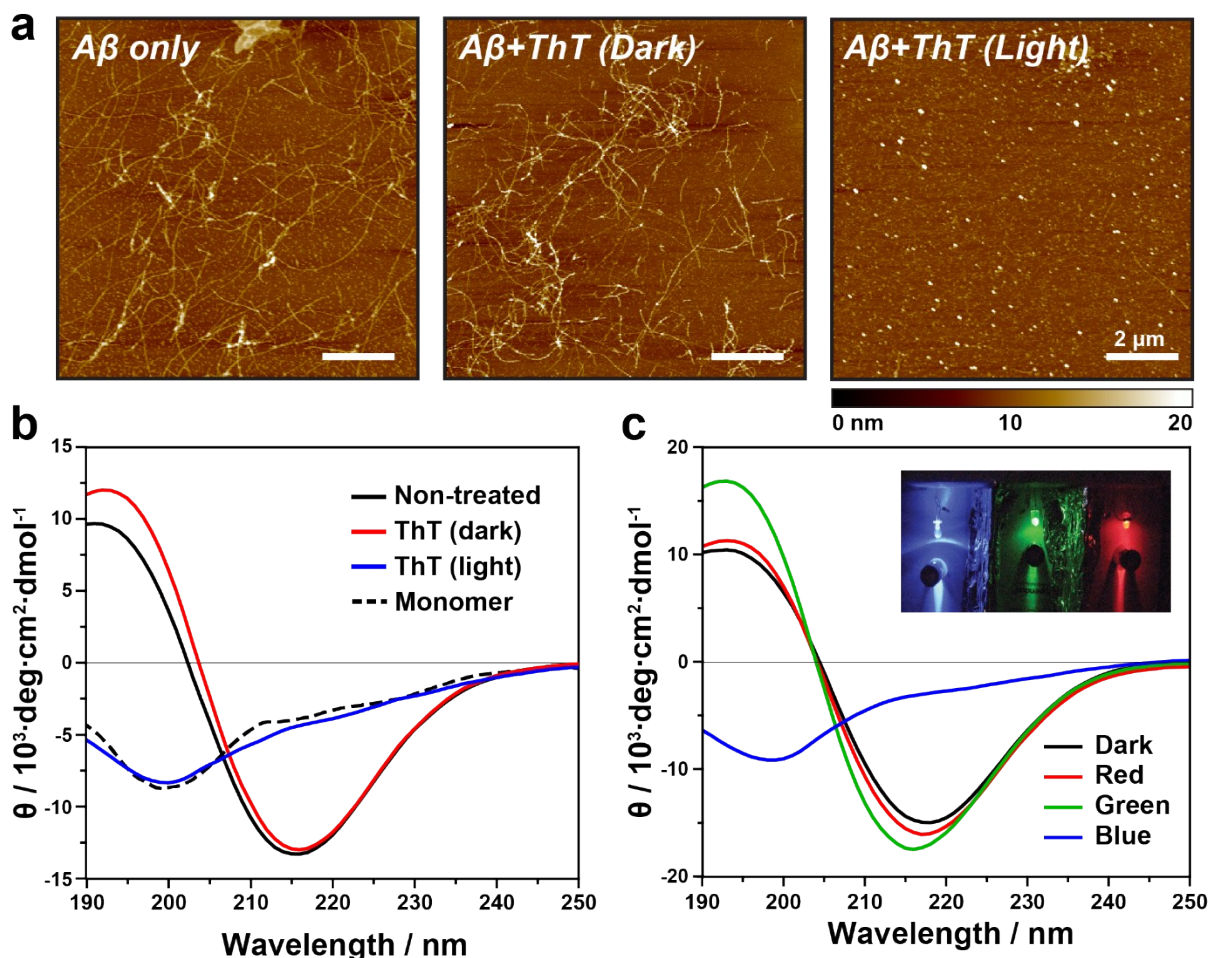 a
Aβ only
Aβ+ThT (Dark)
Aβ+ThT (Light)
2 μm
0 nm 10 20
b
15
10
5
0
-5
-10
-15
θ / 10³·deg·cm²·dmol⁻¹
Non-treated
ThT (dark)
ThT (light)
Monomer
190 200 210 220 230 240 250
Wavelength / nm
c
20
10
0
-10
-20
θ / 10³·deg·cm²·dmol⁻¹
Dark
Red
Green
Blue
190 200 210 220 230 240 250
Wavelength / nm